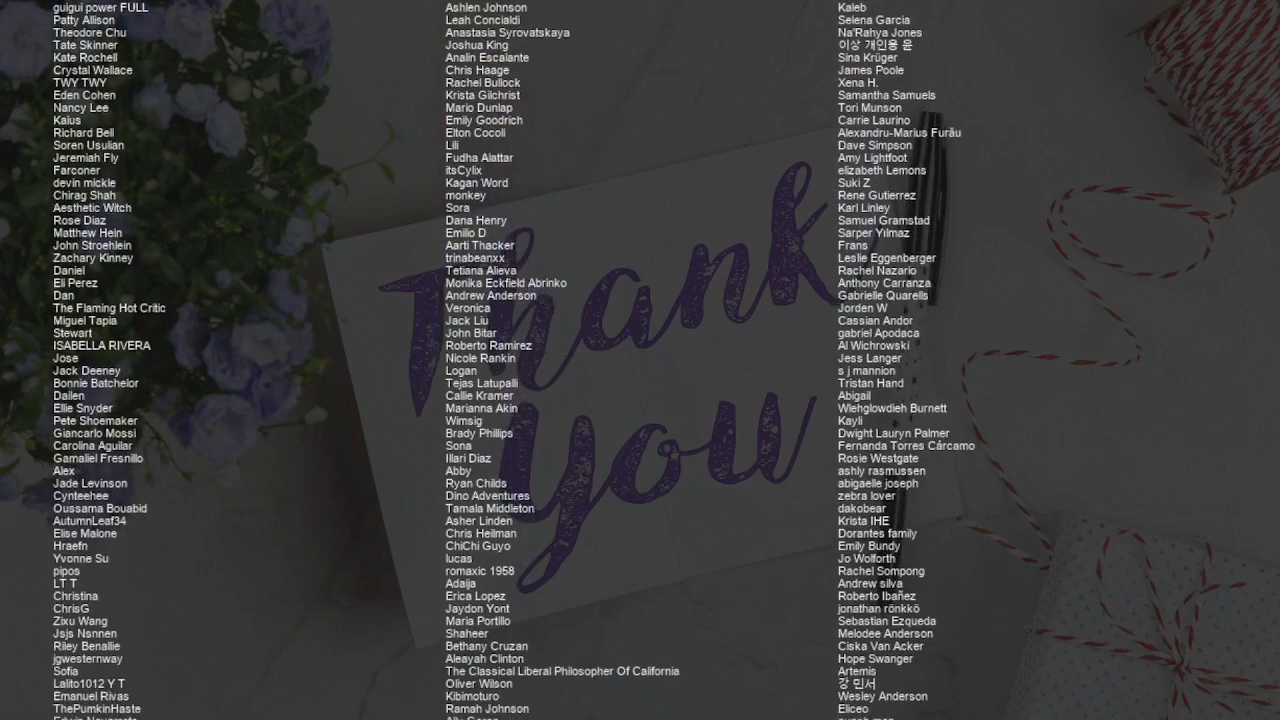 guigui power FULL
Patty Allison
Theodore Chu
Tate Skinner
Kate Rochell
Crystal Wallace
TWY TWY
Eden Cohen
Nancy Lee
Kaius
Richard Bell
Soren Usulian
Jeremiah Fly
Farconer
devin mickle
Chirag Shah
Aesthetic Witch
Rose Diaz
Matthew Hein
John Stroehlein
Zachary Kinney
Daniel
Eli Perez
Dan
The Flaming Hot Critic
Miguel Tapia
Stewart
ISABELLA RIVERA
Jose
Jack Deeney
Bonnie Batchelor
Dallen
Ellie Snyder
Pete Shoemaker
Giancarlo Mossi
Carolina Aguilar
Gamaliel Fresnillo
Alex
Jade Levinson
Cynteehee
Oussama Bouabid
AutumnLeaf34
Elise Malone
Hraefn
Yvonne Su
pipos
LT T
Christina
ChrisG
Zixu Wang
Jsjs Nsnnen
Riley Benallie
jgwesternway
Sofia
Lalito1012 Y T
Emanuel Rivas
ThePumkinHaste
Ashlen Johnson
Leah Concialdi
Anastasia Syrovatskaya
Joshua King
Analin Escalante
Chris Haage
Rachel Bullock
Krista Gilchrist
Mario Dunlap
Emily Goodrich
Elton Cocoli
Lili
Fudha Alattar
itsCylix
Kagan Word
monkey
Sora
Dana Henry
Emilio D
Aarti Thacker
trinabeanxx
Tetiana Alieva
Monika Eckfield Abrinko
Andrew Anderson
Veronica
Jack Liu
John Bitar
Roberto Ramirez
Nicole Rankin
Logan
Tejas Latupalli
Callie Kramer
Marianna Akin
Wimsig
Brady Phillips
Sona
Illari Diaz
Abby
Ryan Childs
Dino Adventures
Tamala Middleton
Asher Linden
Chris Heilman
ChiChi Guyo
lucas
romaxic 1958
Adaija
Erica Lopez
Jaydon Yont
Maria Portillo
Shaheer
Bethany Cruzan
Aleayah Clinton
The Classical Liberal Philosopher Of California
Oliver Wilson
Kibimoturo
Ramah Johnson
Kaleb
Selena Garcia
Na'Rahya Jones
이상 개인용 윤
Sina Krüger
James Poole
Xena H.
Samantha Samuels
Tori Munson
Carrie Laurino
Alexandru-Marius Furău
Dave Simpson
Amy Lightfoot
elizabeth Lemons
Suki Z
Rene Gutierrez
Karl Linley
Samuel Gramstad
Sarper Yılmaz
Frans
Leslie Eggenberger
Rachel Nazario
Anthony Carranza
Gabrielle Quarells
Jorden W
Cassian Andor
gabriel Apodaca
Al Wichrowski
Jess Langer
s j mannion
Tristan Hand
Abigail
Wlehglowdieh Burnett
Kayli
Dwight Lauryn Palmer
Fernanda Torres Cárcamo
Rosie Westgate
ashly rasmussen
abigaelle joseph
zebra lover
dakobear
Krista IHE
Dorantes family
Emily Bundy
Jo Wolforth
Rachel Sompong
Andrew silva
Roberto Ibañez
jonathan rönkkö
Sebastian Ezqueda
Melodee Anderson
Ciska Van Acker
Hope Swanger
Artemis
강 민서
Wesley Anderson
Eliceo
Thank
You